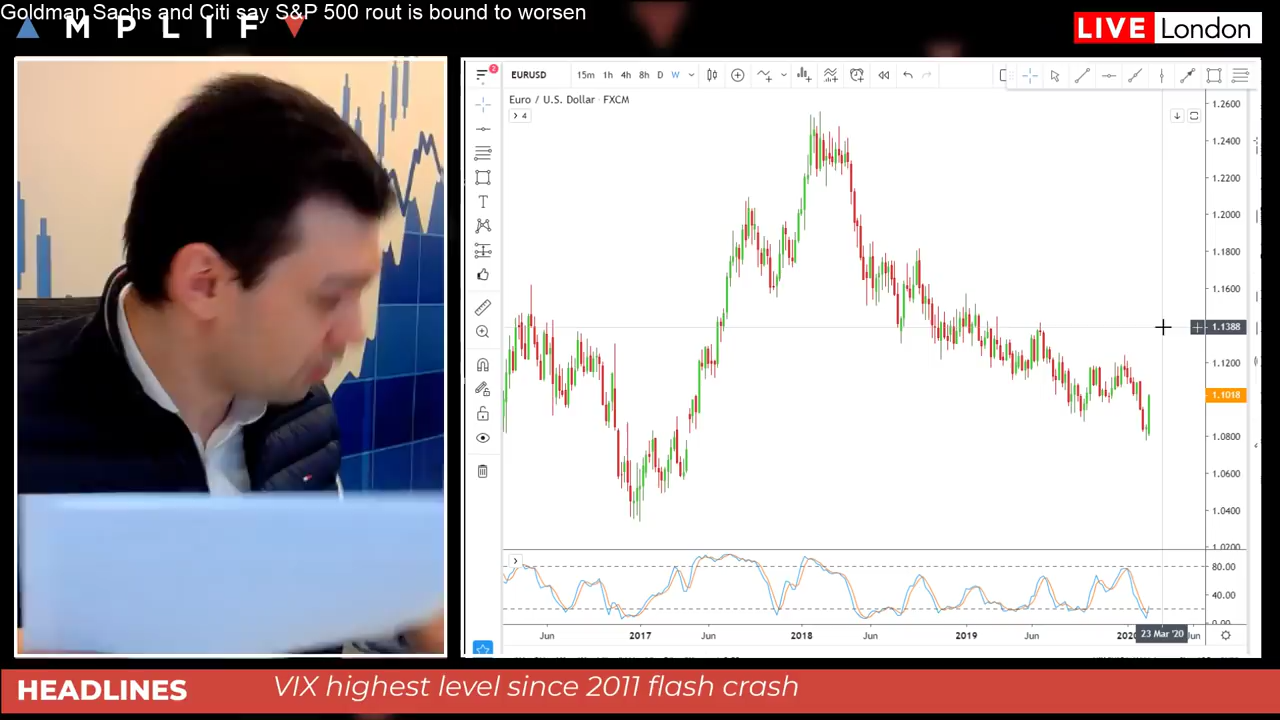 Goldman Sachs and Citi say S&P 500 rout is bound to worsen
MPLIF
LIVE London
2
EURUSD 15m 1h 4h 8h D W
Euro / U.S. Dollar FXCM
4
1.2600
1.2400
1.2200
1.2000
1.1800
1.1600
1.1388
1.1200
1.1018
1.0800
1.0600
1.0400
1.0200
80.00
40.00
0.00
Jun 2017 Jun 2018 Jun 2019 Jun 2020 23 Mar '20 Jun
HEADLINES VIX highest level since 2011 flash crash